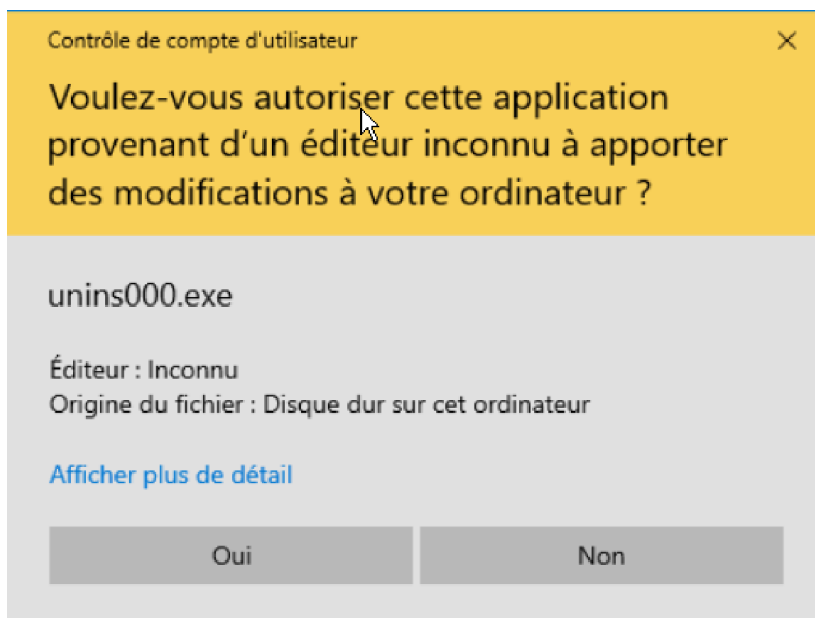 Contrôle de compte d'utilisateur
Voulez-vous autoriser cette application
provenant d'un éditeur inconnu à apporter
des modifications à votre ordinateur ?
unins000.exe
Éditeur : Inconnu
Origine du fichier : Disque dur sur cet ordinateur
Afficher plus de détail
Oui
Non